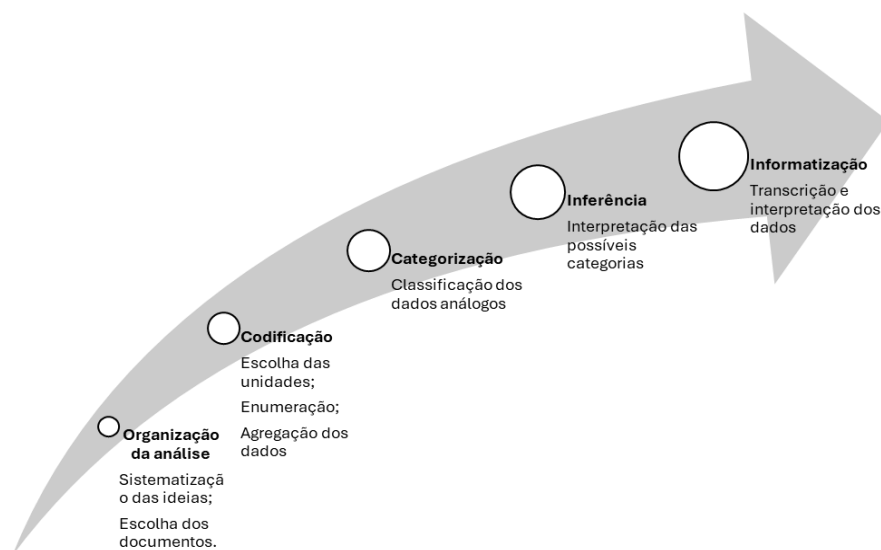 Organização
da análise
Sistematizaçã
o das ideias;
Escolha dos
documentos.
Codificação
Escolha das
unidades;
Enumeração;
Agregação dos
dados
Categorização
Classificação dos
dados análogos
Inferência
Interpretação das
possíveis
categorias
Informatização
Transcrição e
interpretação dos
dados